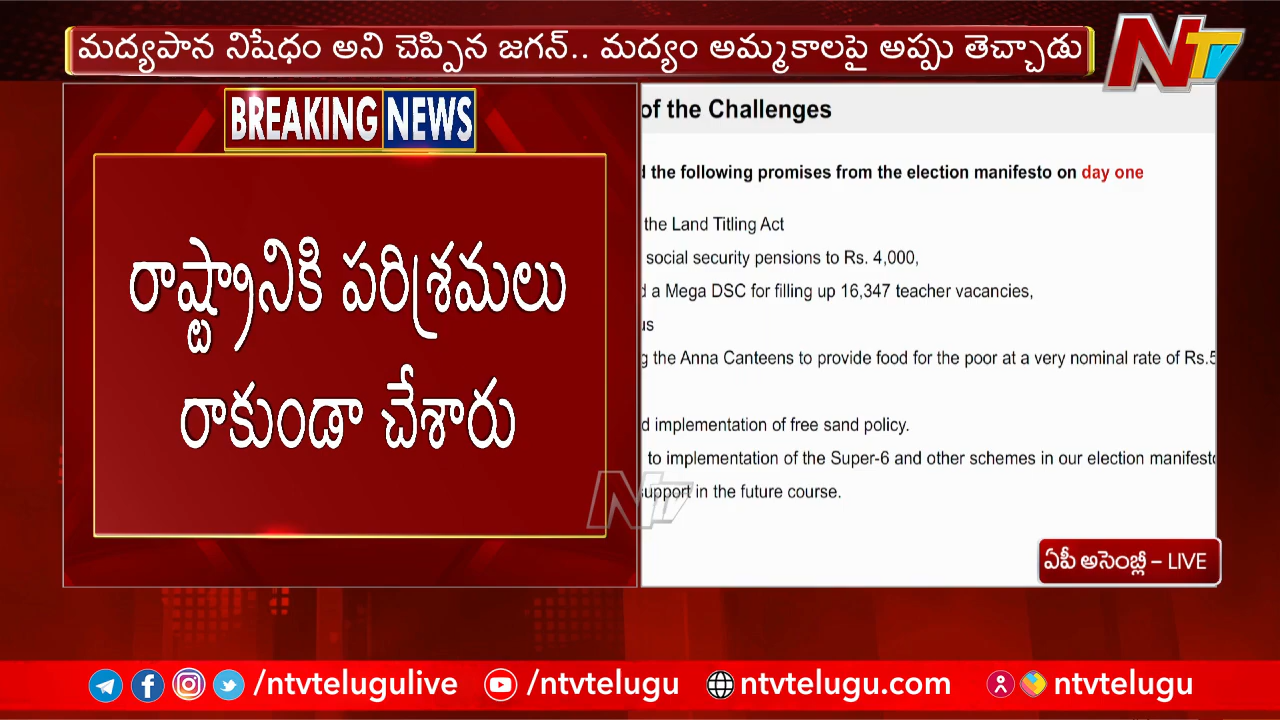 మద్యపాన నిషేధం అని చెప్పిన జగన్.. మద్యం అమ్మకాలపై అప్పు తెచ్చాడు
NTV
BREAKING NEWS
రాష్ట్రానికి పరిశ్రమలు
రాకుండా చేశారు
of the Challenges
the following promises from the election manifesto on day one
the Land Titling Act
social security pensions to Rs. 4,000,
a Mega DSC for filling up 16,347 teacher vacancies,
us
the Anna Canteens to provide food for the poor at a very nominal rate of Rs.5
implementation of free sand policy.
to implementation of the Super-6 and other schemes in our election manifesto
support in the future course.
NTV
ఏపీ అసెంబ్లీ – LIVE
/ntvtelugulive /ntvtelugu ntvtelugu.com ntvtelugu